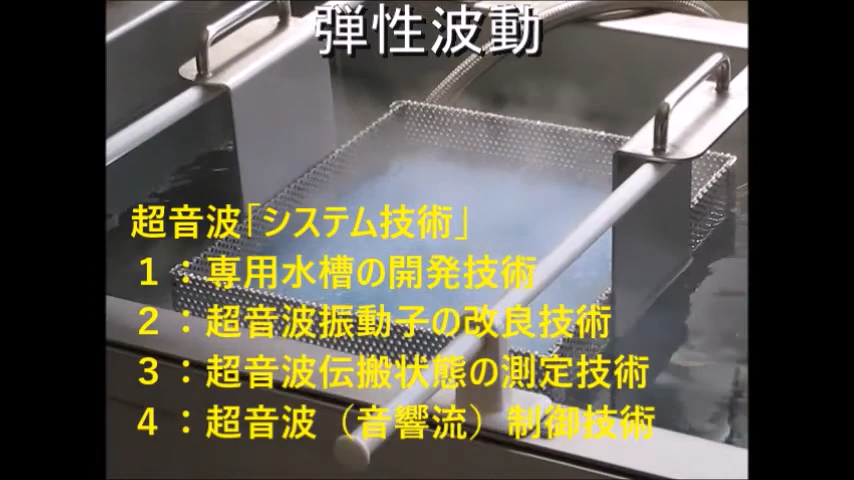 弾性波動
超音波｢システム技術｣
１：専用水槽の開発技術
２：超音波振動子の改良技術
３：超音波伝搬状態の測定技術
４：超音波（音響流）制御技術